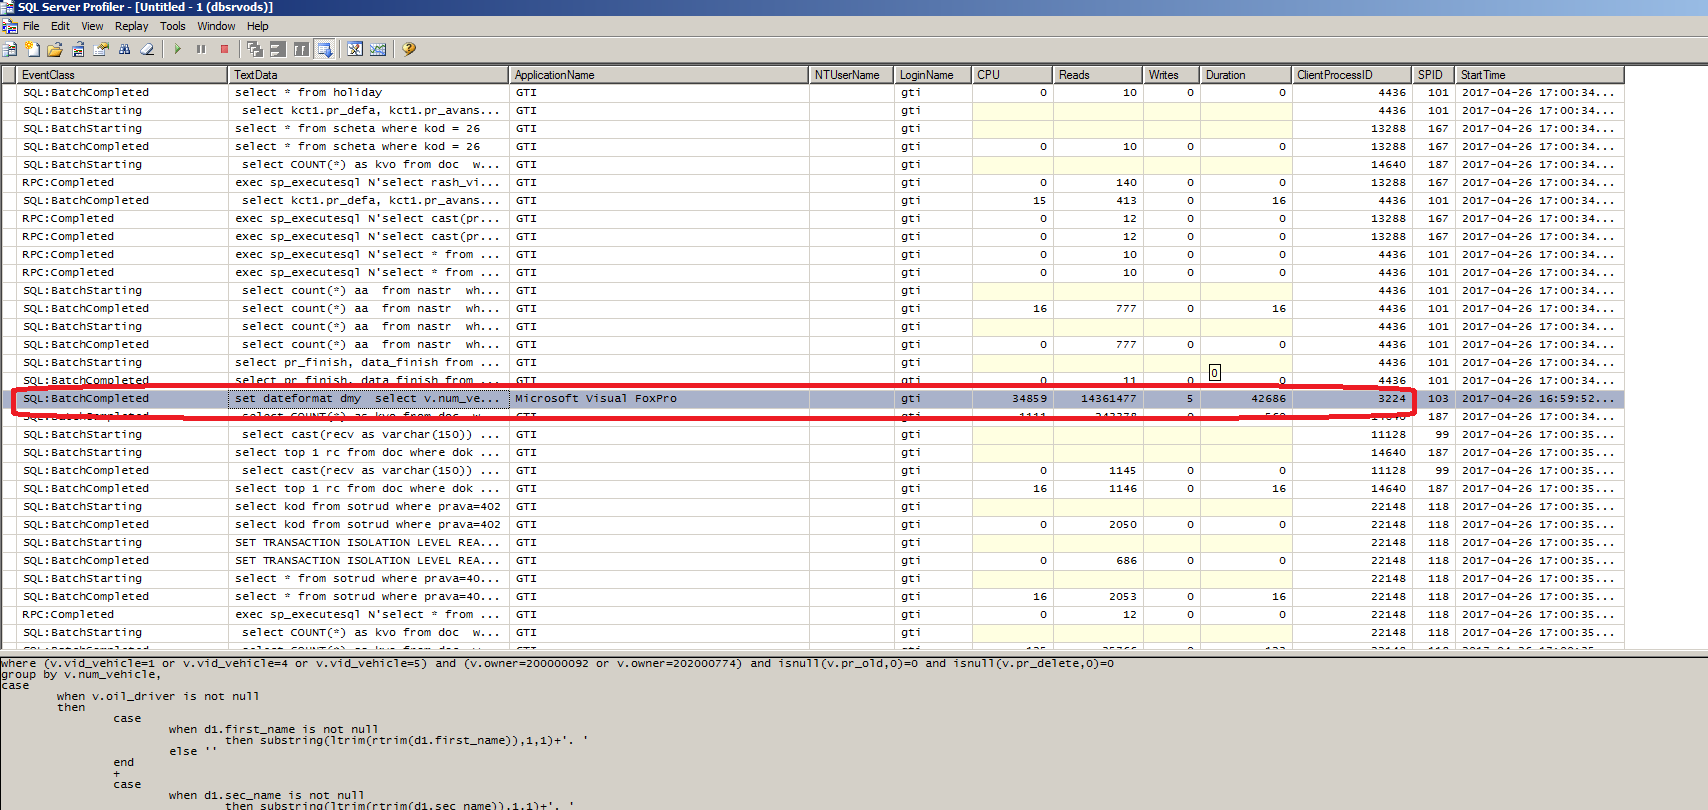 SQL Server Profiler - [Untitled - 1 (dbsrvods)]
File Edit View Replay Tools Window Help
EventClass TextData ApplicationName NTUserName LoginName CPU Reads Writes Duration ClientProcessID SPID StartTime
SQL:BatchCompleted select * from holiday GTI gti 0 10 0 0 4436 101 2017-04-26 17:00:34...
SQL:BatchStarting select kct1.pr_defa, kct1.pr_avans... GTI gti 4436 101 2017-04-26 17:00:34...
SQL:BatchStarting select * from scheta where kod = 26 GTI gti 13288 167 2017-04-26 17:00:34...
SQL:BatchCompleted select * from scheta where kod = 26 GTI gti 0 10 0 0 13288 167 2017-04-26 17:00:34...
SQL:BatchStarting select COUNT(*) as kvo from doc w... GTI gti 14640 187 2017-04-26 17:00:34...
RPC:Completed exec sp_executesql N'select rash_vi... GTI gti 0 140 0 0 13288 167 2017-04-26 17:00:34...
SQL:BatchCompleted select kct1.pr_defa, kct1.pr_avans... GTI gti 15 413 0 16 4436 101 2017-04-26 17:00:34...
RPC:Completed exec sp_executesql N'select cast(pr... GTI gti 0 12 0 0 13288 167 2017-04-26 17:00:34...
RPC:Completed exec sp_executesql N'select cast(pr... GTI gti 0 12 0 0 13288 167 2017-04-26 17:00:34...
RPC:Completed exec sp_executesql N'select * from ... GTI gti 0 10 0 0 4436 101 2017-04-26 17:00:34...
RPC:Completed exec sp_executesql N'select * from ... GTI gti 0 10 0 0 4436 101 2017-04-26 17:00:34...
SQL:BatchStarting select count(*) aa from nastr wh... GTI gti 4436 101 2017-04-26 17:00:34...
SQL:BatchCompleted select count(*) aa from nastr wh... GTI gti 16 777 0 16 4436 101 2017-04-26 17:00:34...
SQL:BatchStarting select count(*) aa from nastr wh... GTI gti 4436 101 2017-04-26 17:00:34...
SQL:BatchCompleted select count(*) aa from nastr wh... GTI gti 0 777 0 0 4436 101 2017-04-26 17:00:34...
SQL:BatchStarting select pr_finish, data_finish from ... GTI gti 4436 101 2017-04-26 17:00:34...
0
SQL:BatchCompleted select pr_finish, data_finish from ... GTI gti 0 11 0 0 4436 101 2017-04-26 17:00:34...
SQL:BatchCompleted set dateformat dmy select v.num_ve... Microsoft Visual FoxPro gti 34859 14361477 5 42686 3224 103 2017-04-26 16:59:52...
SQL:BatchCompleted select COUNT(*) as kvo from doc w... GTI gti 0 187 2017-04-26 17:00:34...
SQL:BatchStarting select cast(recv as varchar(150)) ... GTI gti 11128 99 2017-04-26 17:00:35...
SQL:BatchStarting select top 1 rc from doc where dok ... GTI gti 14640 187 2017-04-26 17:00:35...
SQL:BatchCompleted select cast(recv as varchar(150)) ... GTI gti 0 1145 0 0 11128 99 2017-04-26 17:00:35...
SQL:BatchCompleted select top 1 rc from doc where dok ... GTI gti 16 1146 0 16 14640 187 2017-04-26 17:00:35...
SQL:BatchStarting select kod from sotrud where prava=402 GTI gti 22148 118 2017-04-26 17:00:35...
SQL:BatchCompleted select kod from sotrud where prava=402 GTI gti 0 2050 0 0 22148 118 2017-04-26 17:00:35...
SQL:BatchStarting SET TRANSACTION ISOLATION LEVEL REA... GTI gti 22148 118 2017-04-26 17:00:35...
SQL:BatchCompleted SET TRANSACTION ISOLATION LEVEL REA... GTI gti 0 686 0 0 22148 118 2017-04-26 17:00:35...
SQL:BatchStarting select * from sotrud where prava=40... GTI gti 22148 118 2017-04-26 17:00:35...
SQL:BatchCompleted select * from sotrud where prava=40... GTI gti 16 2053 0 16 22148 118 2017-04-26 17:00:35...
RPC:Completed exec sp_executesql N'select * from ... GTI gti 0 12 0 0 22148 118 2017-04-26 17:00:35...
SQL:BatchStarting select COUNT(*) as kvo from doc w... GTI gti 22148 118 2017-04-26 17:00:35...
where (v.vid_vehicle=1 or v.vid_vehicle=4 or v.vid_vehicle=5) and (v.owner=200000092 or v.owner=202000774) and isnull(v.pr_old,0)=0 and isnull(v.pr_delete,0)=0
group by v.num_vehicle,
case
when v.oil_driver is not null
then
case
when d1.first_name is not null
then substring(ltrim(rtrim(d1.first_name)),1,1)+'. '
else ''
end
+
case
when d1.sec_name is not null
then substring(ltrim(rtrim(d1.sec_name)),1,1)+'. '